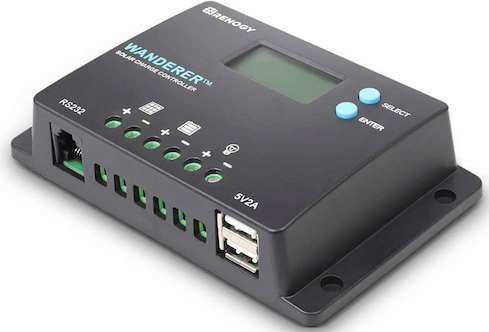 RENOGY
WANDERER™
SOLAR CHARGE CONTROLLER
SELECT
ENTER
RS232
+ - + - + -
5V2A